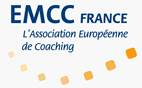 EMCC FRANCE
L'Association Européenne
de Coaching